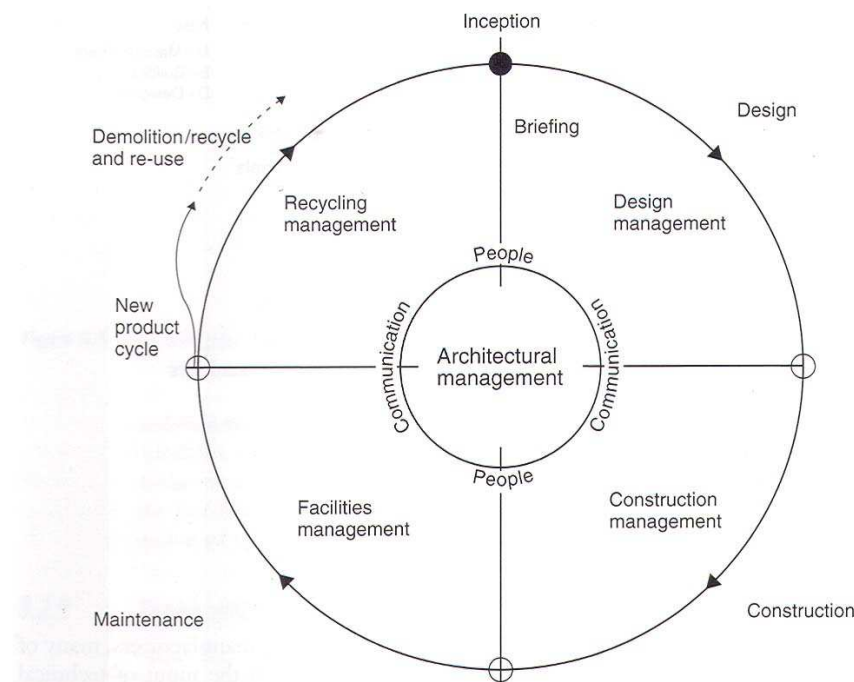 Inception
Design
Briefing
Demolition/recycle
and re-use
Recycling
management
Design
management
People
New
product
cycle
Communication
Architectural
management
Communication
People
Facilities
management
Construction
management
Maintenance
Construction